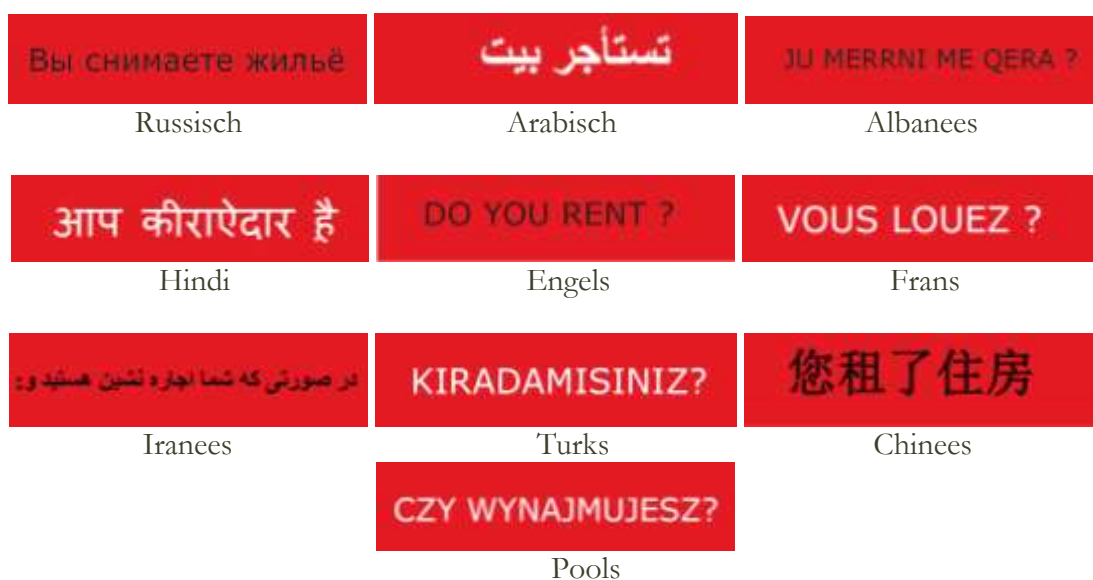 Вы снимаете жильё
تستأجر بيت
JU MERRNI ME QERA ?
Russisch
Arabisch
Albanees
आप कीराऐदार है़
DO YOU RENT ?
VOUS LOUEZ ?
Hindi
Engels
Frans
در صورتی که شما اجاره نشین هستید و:
KIRADAMISINIZ?
您租了住房
Iranees
Turks
Chinees
CZY WYNAJMUJESZ?
Pools